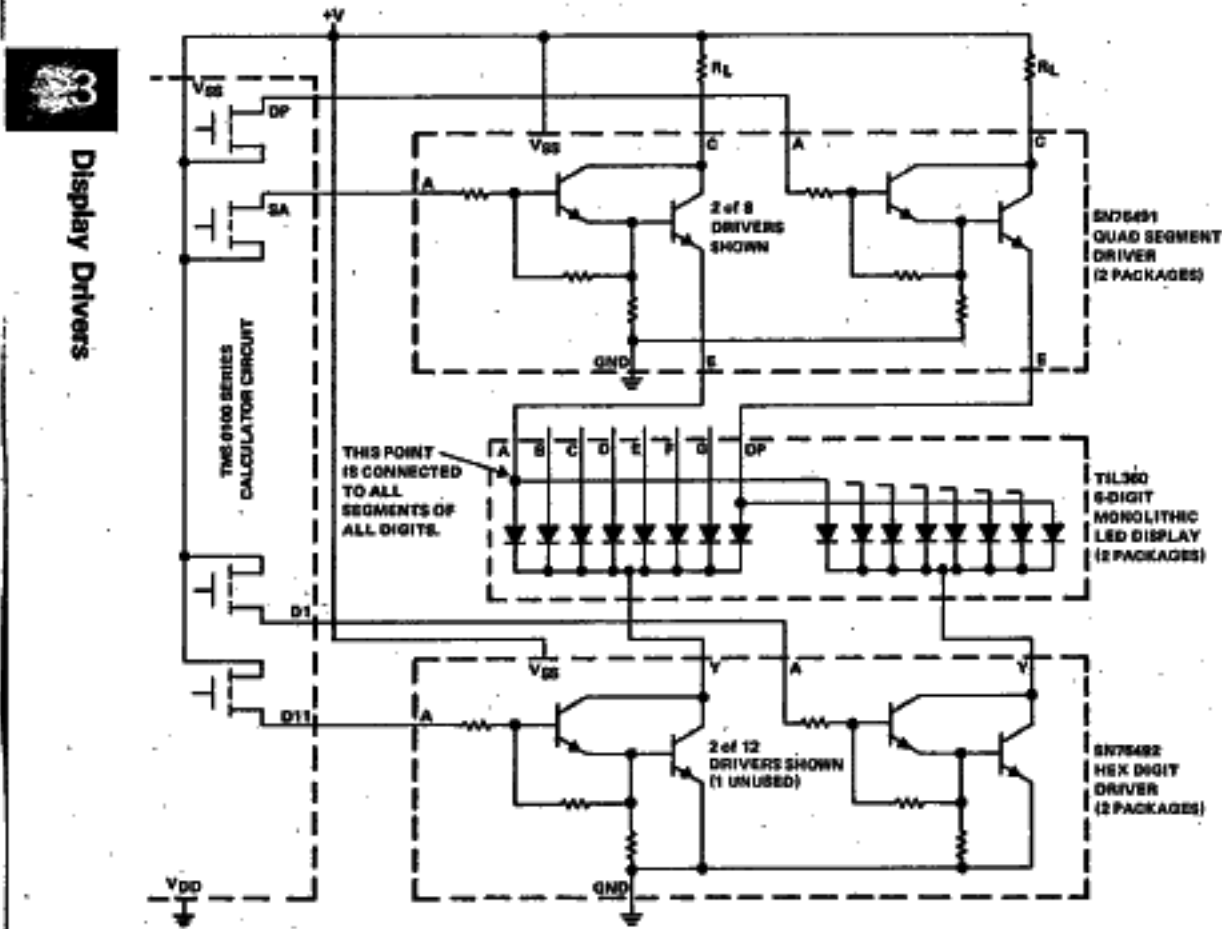 8
Display Drivers
+V
RL
RL
VSS
DP
SA
TMS0100 SERIES
CALCULATOR CIRCUIT
VSS
C
A
C
A
2 of 8
DRIVERS
SHOWN
SN75491
QUAD SEGMENT
DRIVER
(2 PACKAGES)
GND
E
E
THIS POINT
IS CONNECTED
TO ALL
SEGMENTS OF
ALL DIGITS.
A
B
C
D
E
F
G
DP
TIL360
6-DIGIT
MONOLITHIC
LED DISPLAY
(2 PACKAGES)
D1
D11
VSS
Y
A
Y
A
2 of 12
DRIVERS SHOWN
(1 UNUSED)
SN75492
HEX DIGIT
DRIVER
(2 PACKAGES)
GND
VDD